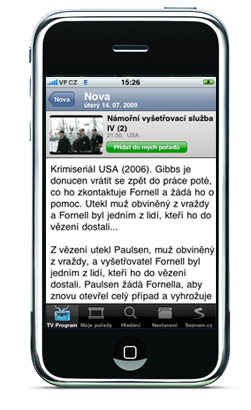 VF CZ E 15:26
Nova
Nova
úterý 14. 07. 2009
Námořní vyšetřovací služba
IV (2)
21:50, USA
Přidat do mých pořadů
Krimiseriál USA (2006). Gibbs je
donucen vrátit se zpět do práce poté,
co ho zkontaktuje Fornell a žádá ho o
pomoc. Utekl muž obviněný z vraždy
a Fornell byl jedním z lidí, kteří ho do
vězení dostali...
Z vězení utekl Paulsen, muž obviněný
z vraždy, a vyšetřovatel Fornell byl
jedním z lidí, kteří ho do vězení
dostali. Paulsen žádá Fornella, aby
znovu otevřel celý případ a vyhrožuje
TV Program Moje pořady Hledání Nastavení Seznam.cz